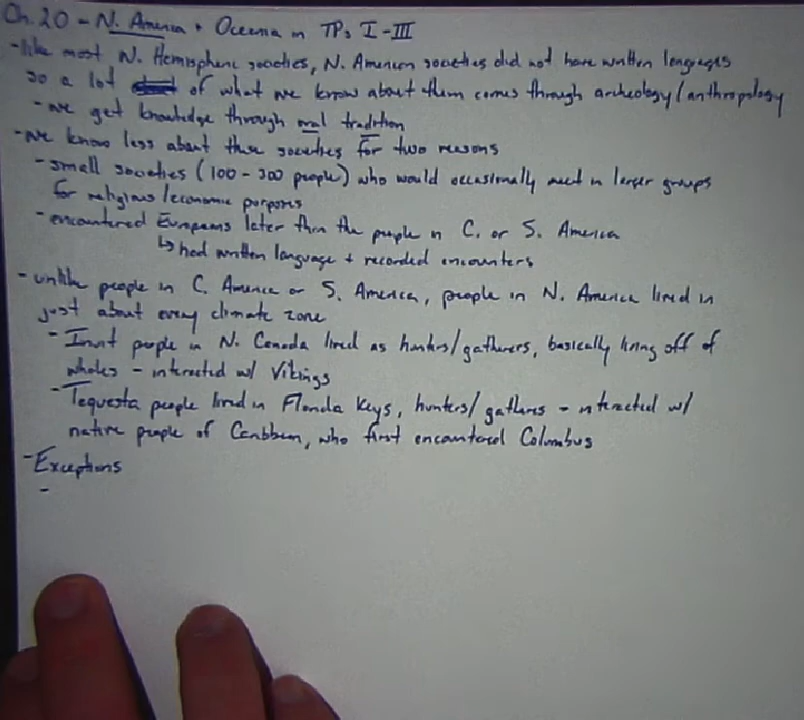 Ch. 20 - N. America + Oceania in TPs I-III
-like most N. Hemisphere societies, N. American societies did not have written languages
so a lot of what we know about them comes through archeology/anthropology
-we get knowledge through oral tradition
-we know less about these societies for two reasons
-small societies (100-300 people) who would occasionally meet in larger groups
for religious/economic purposes
-encountered Europeans later than the people in C. or S. America
↳ had written language + recorded encounters
-unlike people in C. America or S. America, people in N. America lived in
just about every climate zone
-Inuit people in N. Canada lived as hunters/gatherers, basically living off of
whales - interacted w/ Vikings
-Tequesta people lived in Florida Keys, hunters/gathers - interacted w/
native people of Caribbean, who first encountered Columbus
-Exceptions
-